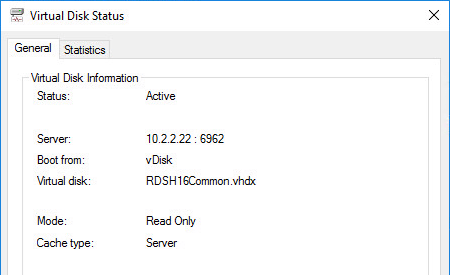 Virtual Disk Status
General Statistics
Virtual Disk Information
Status: Active
Server: 10.2.2.22 : 6962
Boot from: vDisk
Virtual disk: RDSH16Common.vhdx
Mode: Read Only
Cache type: Server